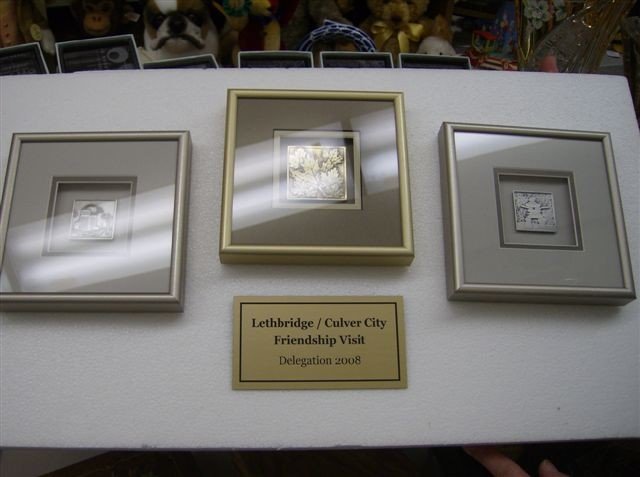 Lethbridge / Culver City
Friendship Visit
Delegation 2008